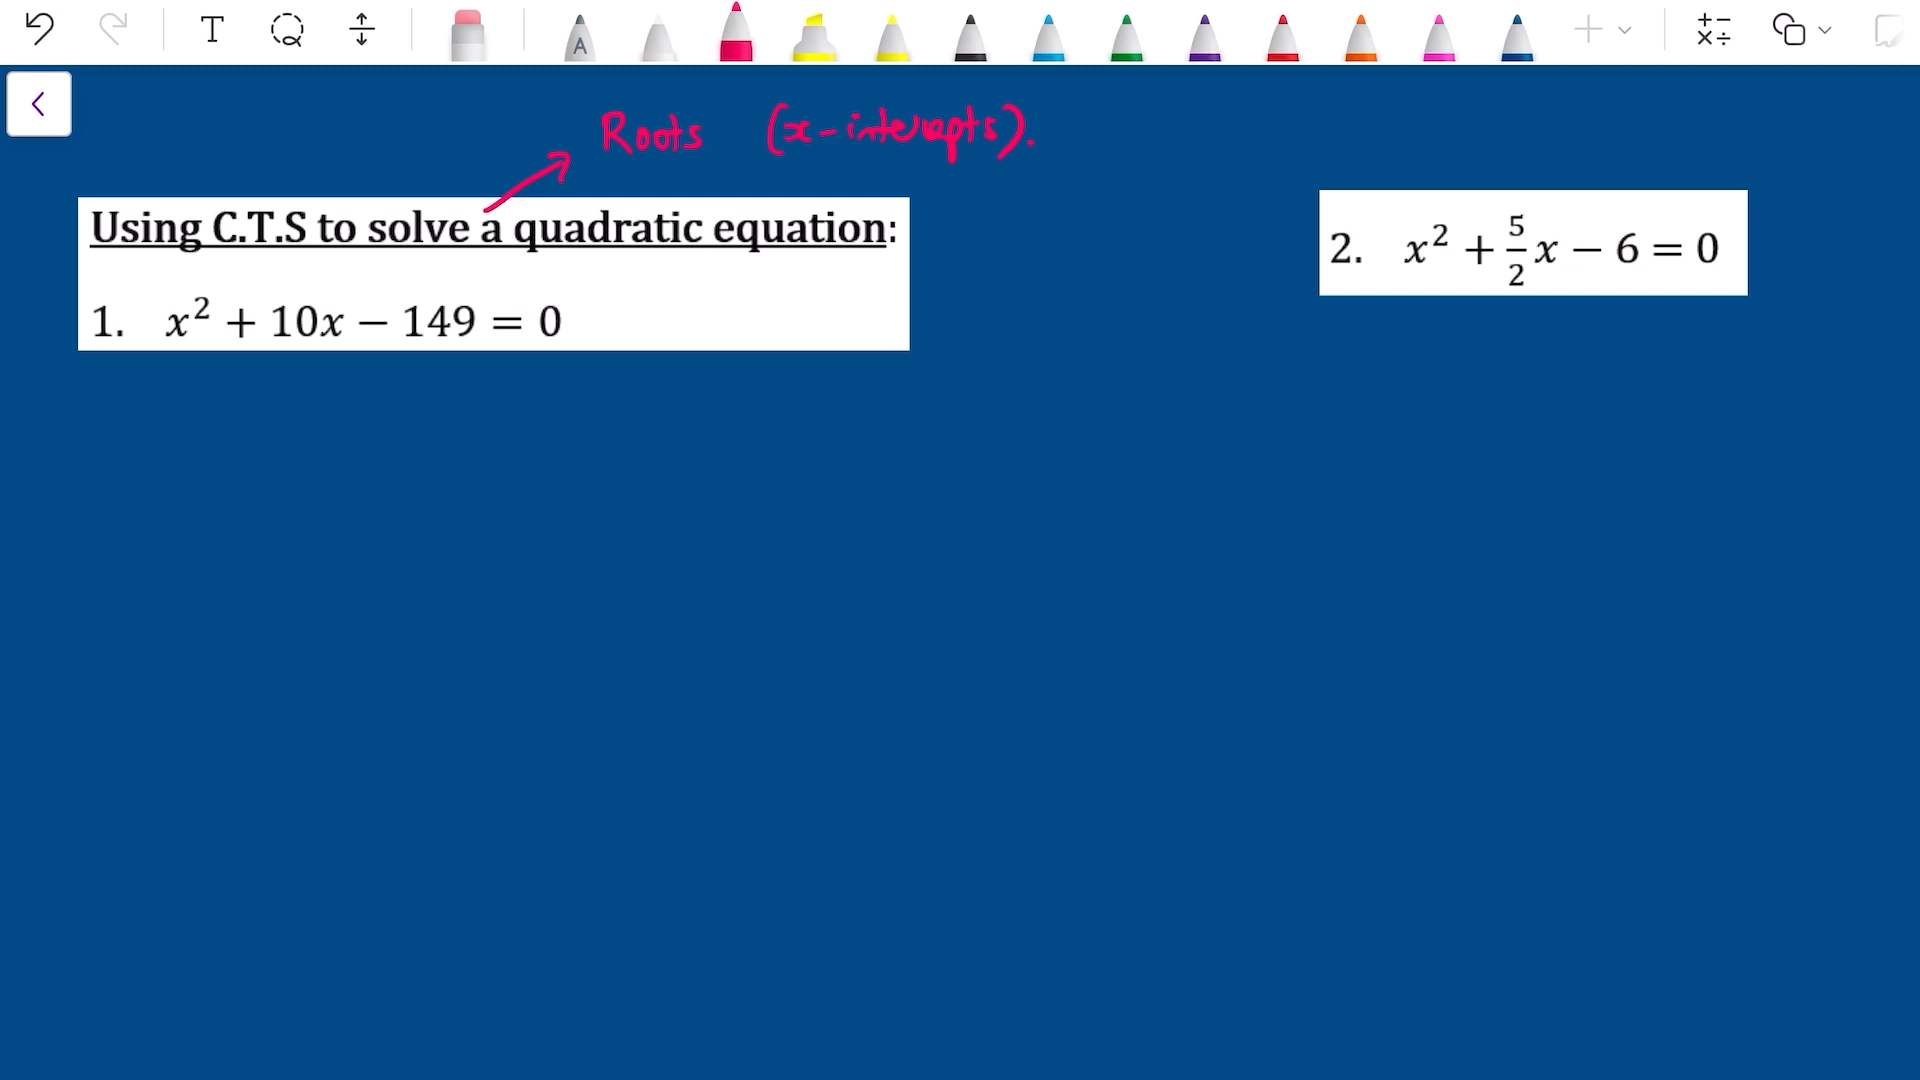 Roots (x-intercepts).
Using C.T.S to solve a quadratic equation:
1. x² + 10x − 149 = 0
2. x² + 5/2 x − 6 = 0
T
A